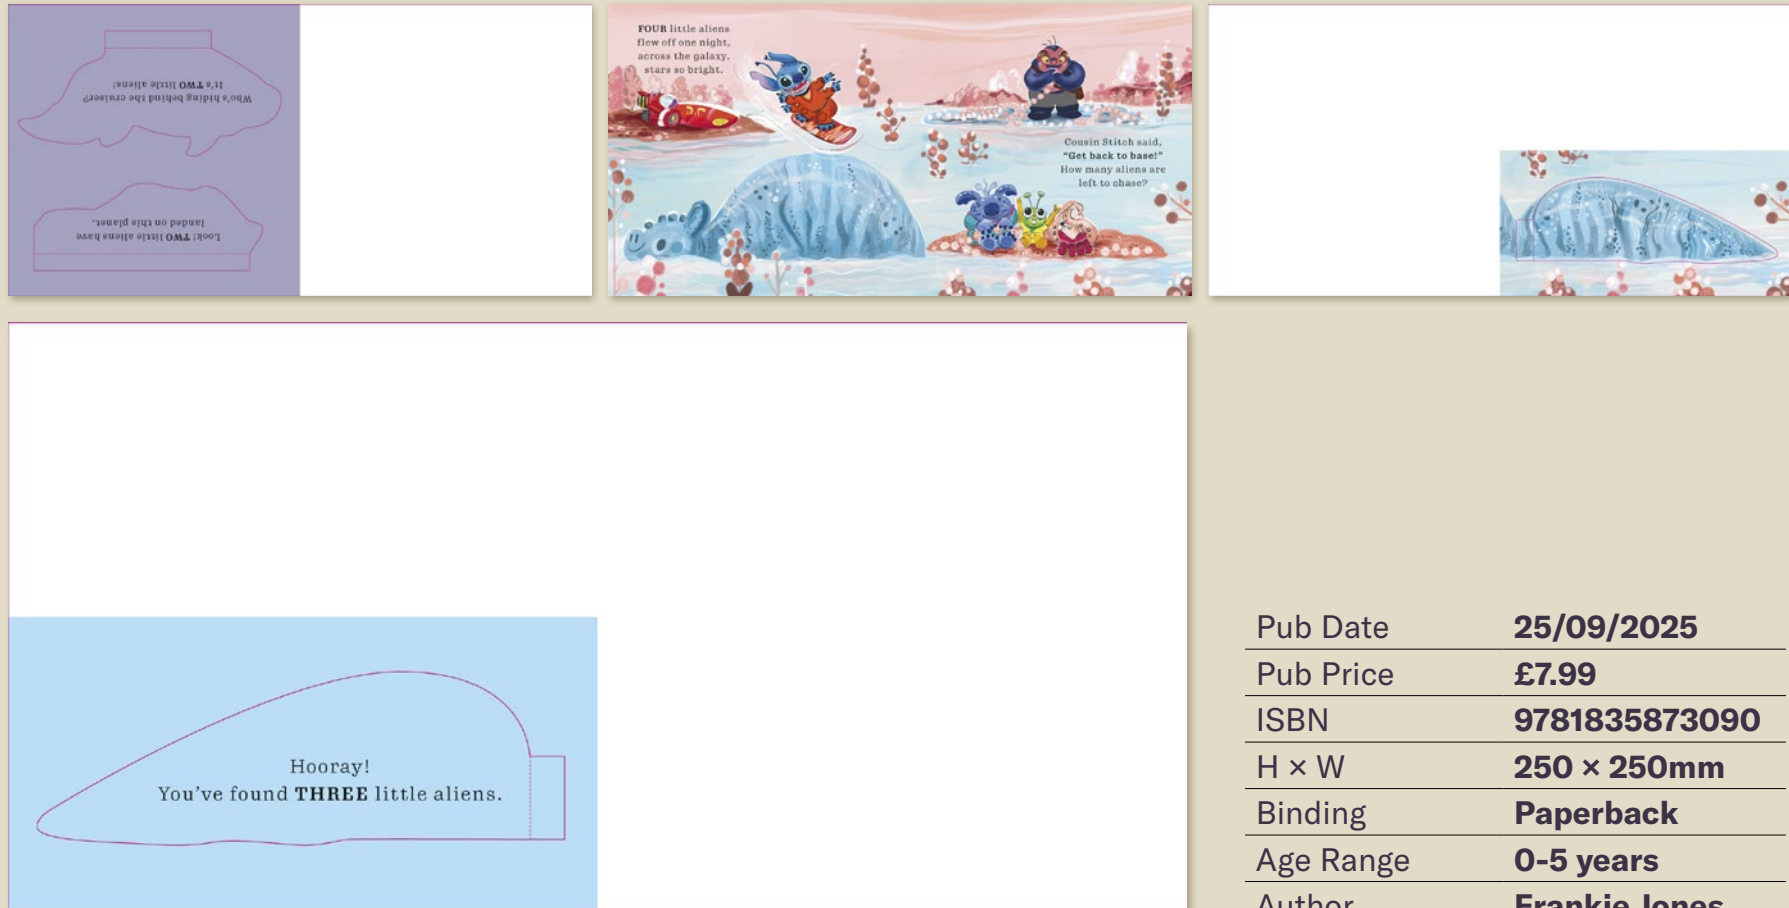 Who's hiding behind the cruiser?
It's TWO little aliens!
Look! TWO little aliens have
landed on this planet.
FOUR little aliens
flew off one night,
across the galaxy,
stars so bright.
Cousin Stitch said,
"Get back to base!"
How many aliens are
left to chase?
Hooray!
You've found THREE little aliens.
Pub Date 25/09/2025
Pub Price £7.99
ISBN 9781835873090
H × W 250 × 250mm
Binding Paperback
Age Range 0-5 years
Author Frankie Jones